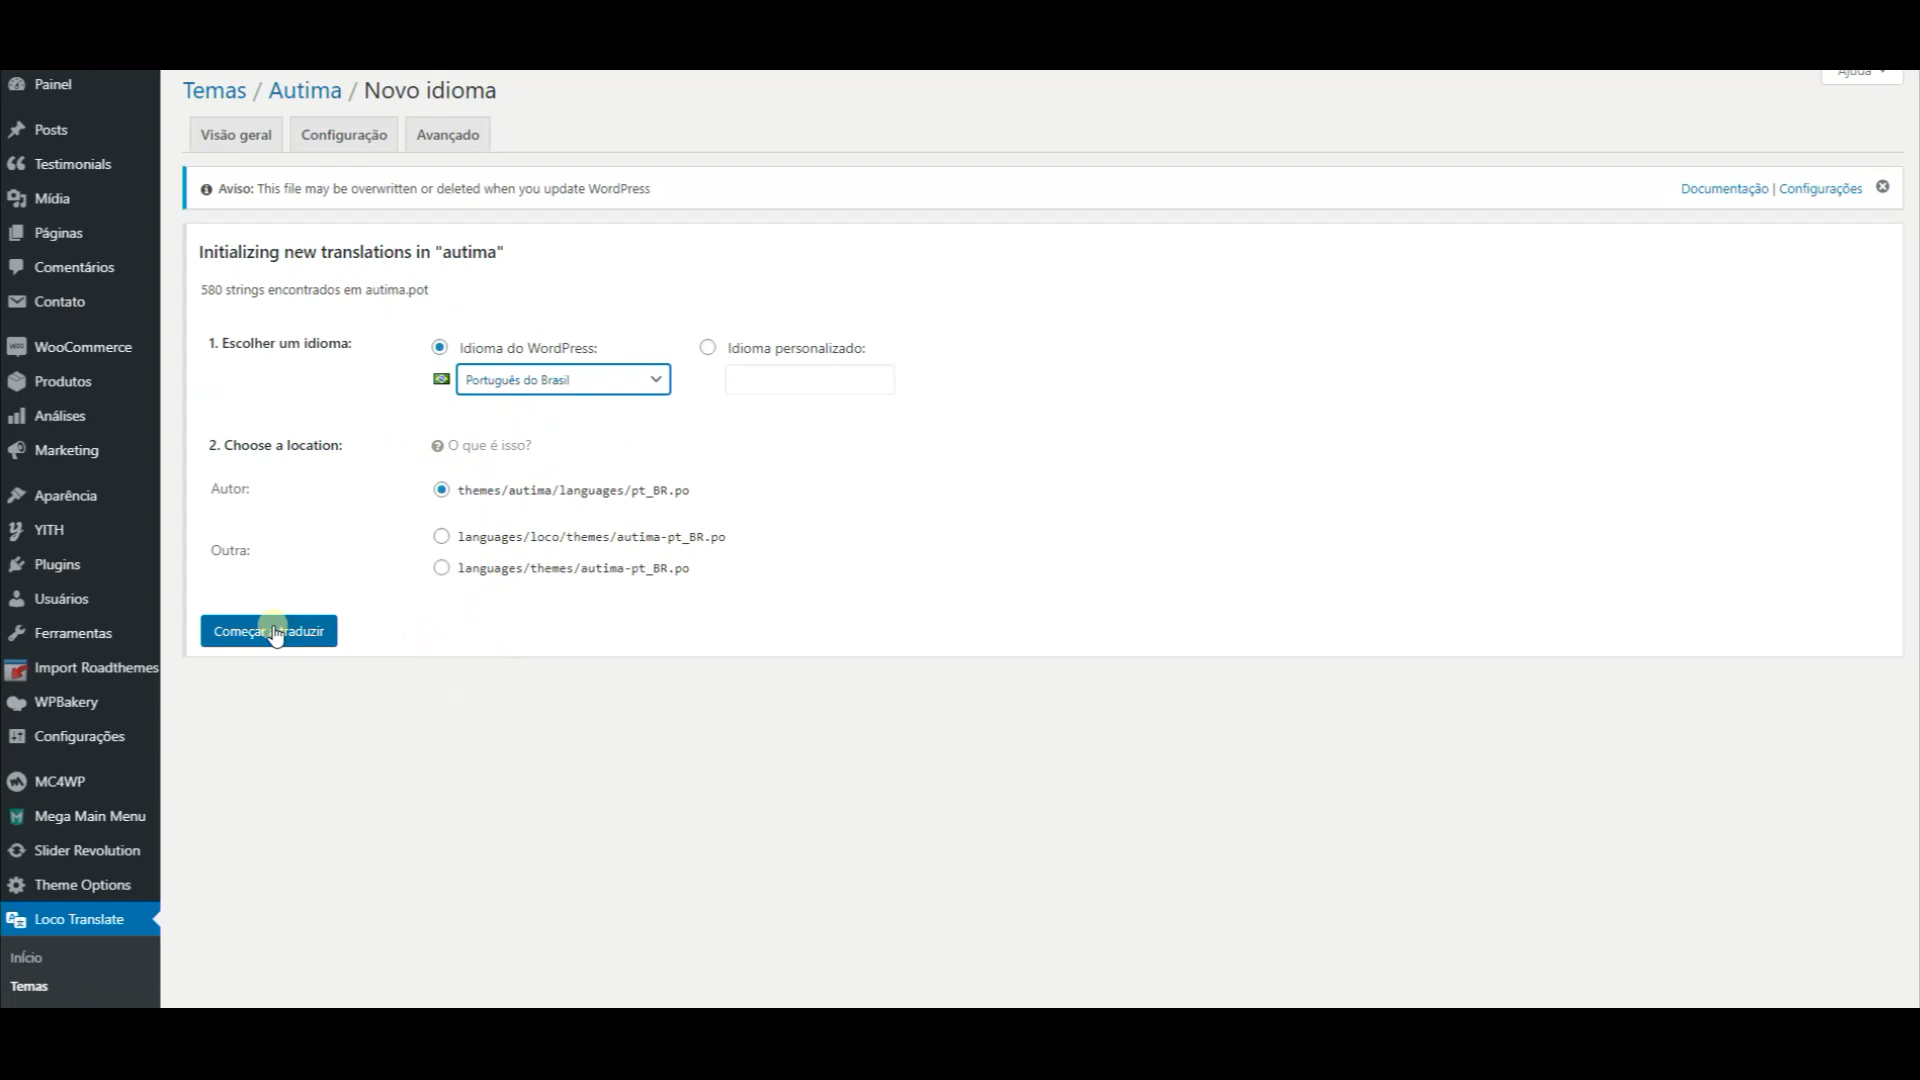 Ajuda
Painel
Posts
Testimonials
Mídia
Páginas
Comentários
Contato
WooCommerce
Produtos
Análises
Marketing
Aparência
YITH
Plugins
Usuários
Ferramentas
Import Roadthemes
WPBakery
Configurações
MC4WP
Mega Main Menu
Slider Revolution
Theme Options
Loco Translate
Início
Temas
Temas / Autima / Novo idioma
Visão geral Configuração Avançado
Aviso: This file may be overwritten or deleted when you update WordPress Documentação | Configurações
Initializing new translations in "autima"
580 strings encontrados em autima.pot
1. Escolher um idioma: Idioma do WordPress: Idioma personalizado:
Português do Brasil
2. Choose a location: O que é isso?
Autor: themes/autima/languages/pt_BR.po
Outra: languages/loco/themes/autima-pt_BR.po
languages/themes/autima-pt_BR.po
Começar a traduzir